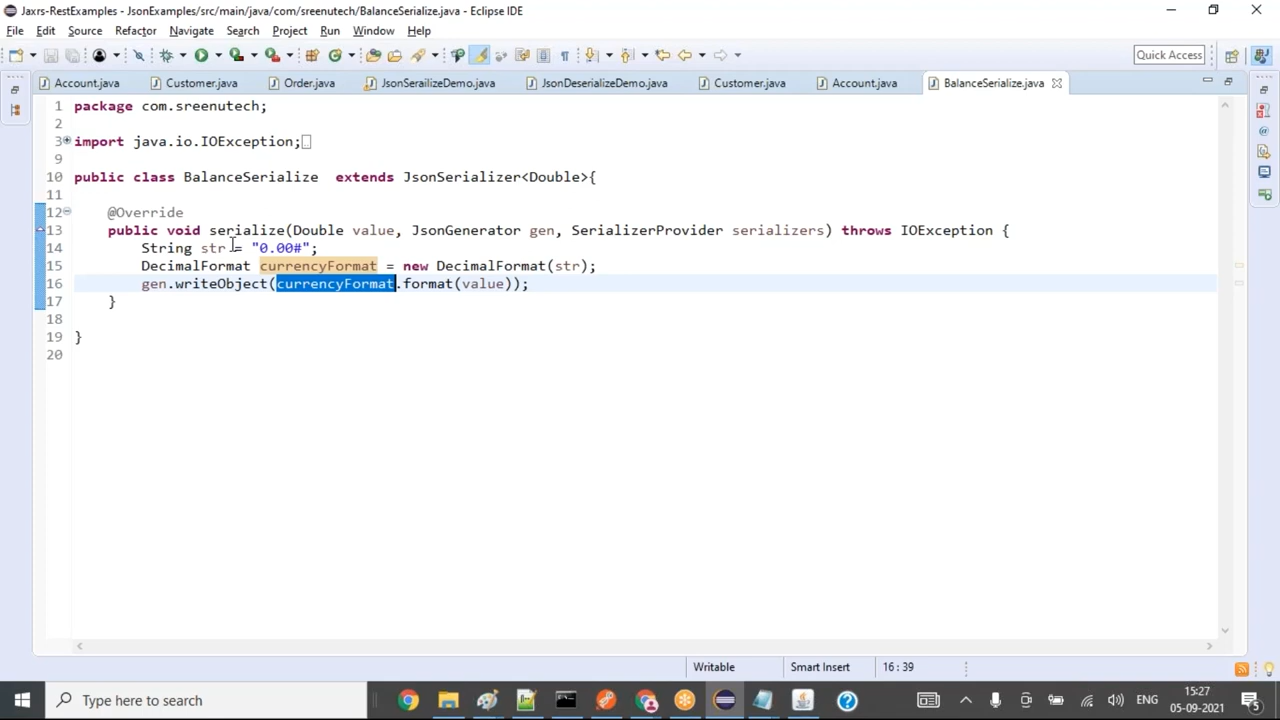 Jaxrs-RestExamples - JsonExamples/src/main/java/com/sreenutech/BalanceSerialize.java - Eclipse IDE
File Edit Source Refactor Navigate Search Project Run Window Help
Quick Access
Account.java Customer.java Order.java JsonSerailizeDemo.java JsonDeserializeDemo.java Customer.java Account.java BalanceSerialize.java
1 package com.sreenutech;
2
3 import java.io.IOException;
9
10 public class BalanceSerialize extends JsonSerializer<Double>{
11
12 @Override
13 public void serialize(Double value, JsonGenerator gen, SerializerProvider serializers) throws IOException {
14 String str = "0.00#";
15 DecimalFormat currencyFormat = new DecimalFormat(str);
16 gen.writeObject(currencyFormat.format(value));
17 }
18
19 }
20
Writable Smart Insert 16 : 39
Type here to search
ENG
15:27
05-09-2021
5